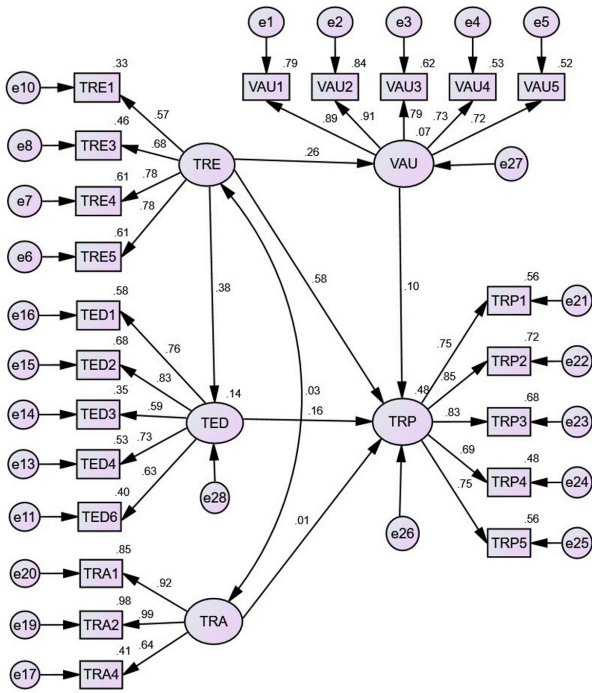 e1 e2 e3 e4 e5
.79 .84 .62 .53 .52
VAU1 VAU2 VAU3 VAU4 VAU5
.89 .91 .79 .73 .72
.07
VAU
e27
.26
.33
e10 TRE1
.57
.46
e8 TRE3
.68
TRE
.61
e7 TRE4
.78
.78
.61
e6 TRE5
.38
.58
.10
.03
.58
e16 TED1
.76
.68
e15 TED2
.83
.35
e14 TED3
.59
.14
TED
.16
.53
e13 TED4
.73
.63
.40
e11 TED6
e28
.48
TRP
.56
TRP1 e21
.75
.72
TRP2 e22
.85
.68
.83
TRP3 e23
.48
.69
TRP4 e24
.75
.56
TRP5 e25
e26
.01
.85
e20 TRA1
.92
.98
e19 TRA2
.99
TRA
.64
.41
e17 TRA4